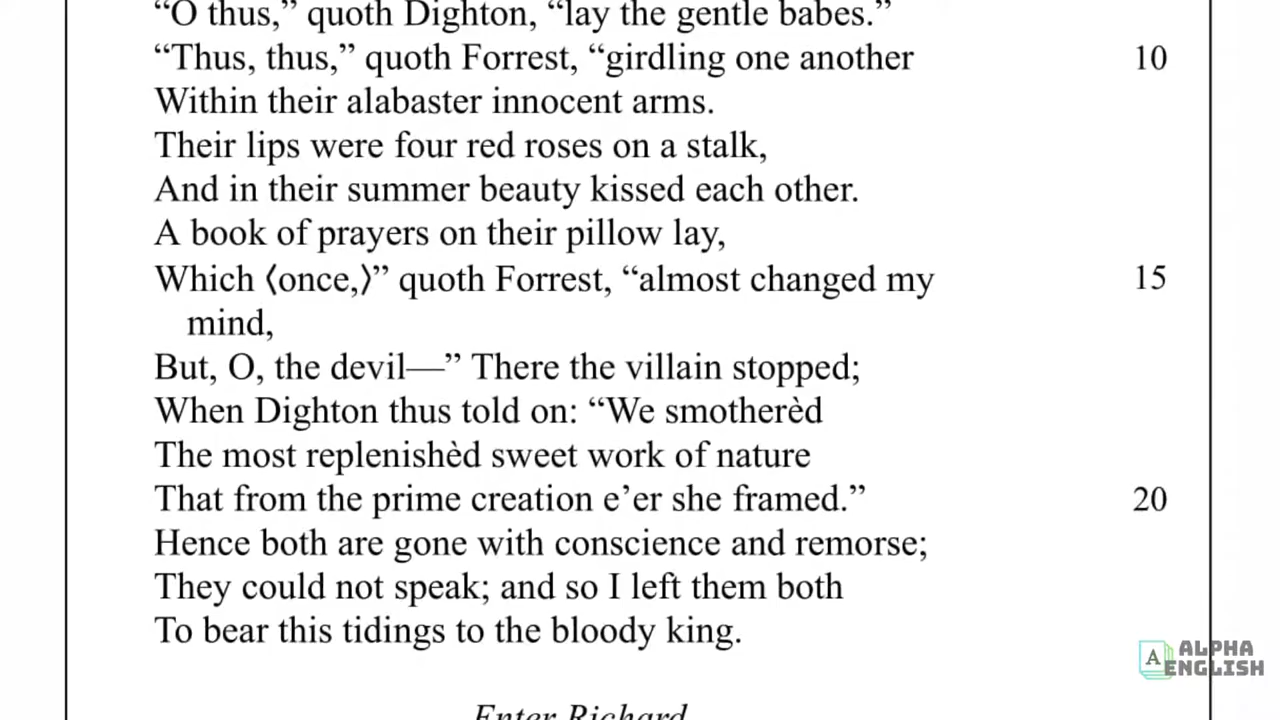 “O thus,” quoth Dighton, “lay the gentle babes.”
“Thus, thus,” quoth Forrest, “girdling one another 10
Within their alabaster innocent arms.
Their lips were four red roses on a stalk,
And in their summer beauty kissed each other.
A book of prayers on their pillow lay,
Which ⟨once,⟩” quoth Forrest, “almost changed my 15
mind,
But, O, the devil—” There the villain stopped;
When Dighton thus told on: “We smotherèd
The most replenishèd sweet work of nature
That from the prime creation e’er she framed.” 20
Hence both are gone with conscience and remorse;
They could not speak; and so I left them both
To bear this tidings to the bloody king.
Enter Richard
A ALPHA
ENGLISH